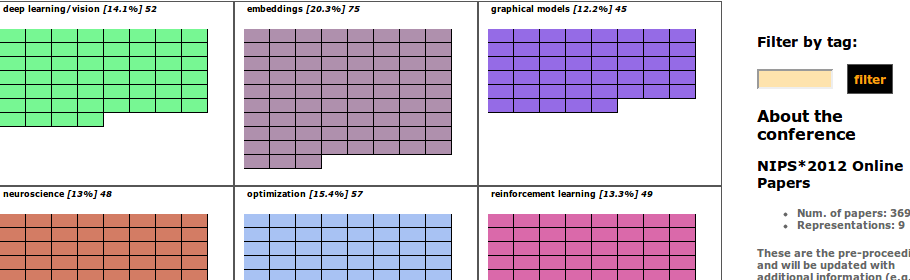 deep learning/vision [14.1%] 52
embeddings [20.3%] 75
graphical models [12.2%] 45
neuroscience [13%] 48
optimization [15.4%] 57
reinforcement learning [13.3%] 49
Filter by tag:
filter
About the
conference
NIPS*2012 Online
Papers
Num. of papers: 369
Representations: 9
These are the pre-proceedi
and will be updated with
additional information (e.g.